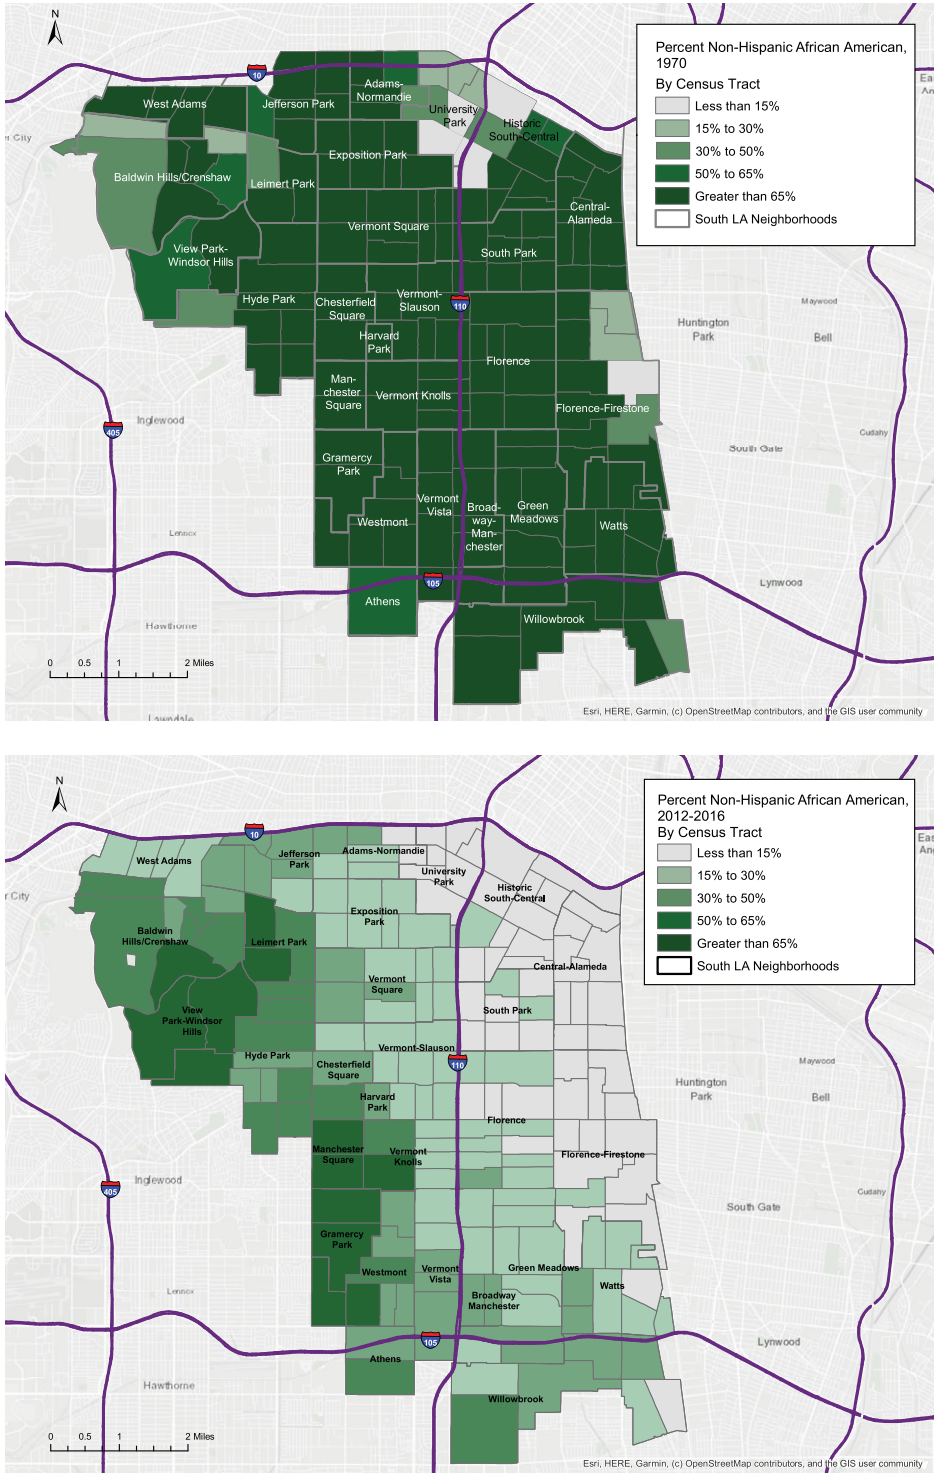 N
Percent Non-Hispanic African American,
1970
By Census Tract
Less than 15%
15% to 30%
30% to 50%
50% to 65%
Greater than 65%
South LA Neighborhoods
10
West Adams
Jefferson Park
Adams-
Normandie
University
Park
Historic
South-Central
Exposition Park
Baldwin Hills/Crenshaw
Leimert Park
Central-
Alameda
Vermont Square
View Park-
Windsor Hills
South Park
Hyde Park
Chesterfield
Square
Vermont-
Slauson
110
Maywood
Huntington
Park
Bell
Harvard
Park
Florence
Man-
chester
Square
Vermont Knolls
Florence-Firestone
Inglewood
405
Cudahy
South Gate
Gramercy
Park
Vermont
Vista
Broad-
way-
Man-
chester
Green
Meadows
Westmont
Watts
Lennox
105
Lynwood
Athens
Willowbrook
Hawthorne
0 0.5 1 2 Miles
Lawndale
Esri, HERE, Garmin, (c) OpenStreetMap contributors, and the GIS user community
N
Percent Non-Hispanic African American,
2012-2016
By Census Tract
Less than 15%
15% to 30%
30% to 50%
50% to 65%
Greater than 65%
South LA Neighborhoods
10
West Adams
Jefferson
Park
Adams-Normandie
University
Park
Historic
South-Central
Exposition
Park
Baldwin
Hills/Crenshaw
Leimert Park
Central-Alameda
Vermont
Square
View
Park-Windsor
Hills
South Park
Hyde Park
Vermont-Slauson
110
Chesterfield
Square
Maywood
Huntington
Park
Bell
Harvard
Park
Florence
Manchester
Square
Vermont
Knolls
Florence-Firestone
Inglewood
405
Cudahy
South Gate
Gramercy
Park
Westmont
Vermont
Vista
Green Meadows
Watts
Broadway
Manchester
Lennox
105
Lynwood
Athens
Hawthorne
Willowbrook
0 0.5 1 2 Miles
Esri, HERE, Garmin, (c) OpenStreetMap contributors, and the GIS user community